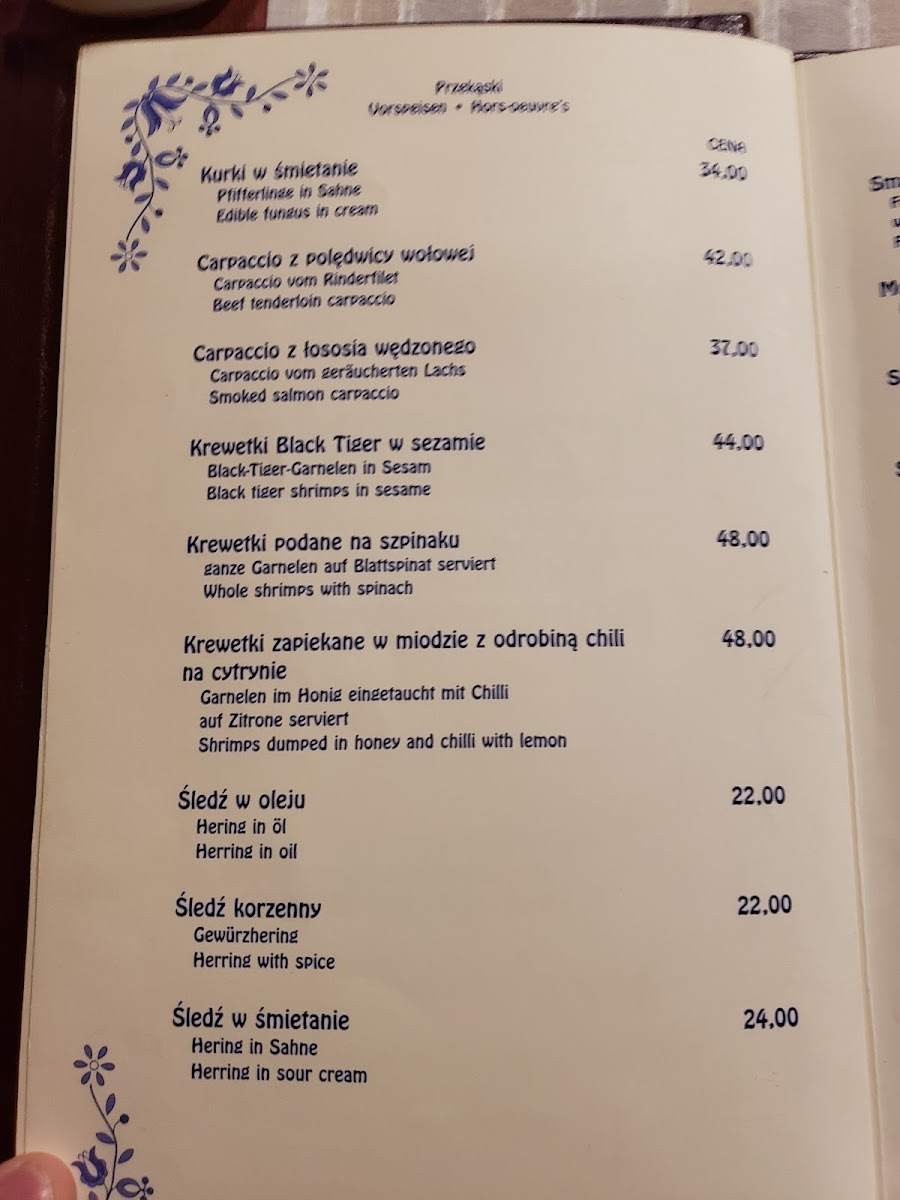 Przekąski
Vorspeisen • Hors-oeuvre's
CENA
Kurki w śmietanie 34,00
Pfifferlinge in Sahne
Edible fungus in cream
Carpaccio z polędwicy wołowej 42,00
Carpaccio vom Rinderfilet
Beef tenderloin carpaccio
Carpaccio z łososia wędzonego 37,00
Carpaccio vom geräucherten Lachs
Smoked salmon carpaccio
Krewetki Black Tiger w sezamie 44,00
Black-Tiger-Garnelen in Sesam
Black tiger shrimps in sesame
Krewetki podane na szpinaku 48,00
ganze Garnelen auf Blattspinat serviert
Whole shrimps with spinach
Krewetki zapiekane w miodzie z odrobiną chili 48,00
na cytrynie
Garnelen im Honig eingetaucht mit Chilli
auf Zitrone serviert
Shrimps dumped in honey and chilli with lemon
Śledź w oleju 22,00
Hering in öl
Herring in oil
Śledź korzenny 22,00
Gewürzhering
Herring with spice
Śledź w śmietanie 24,00
Hering in Sahne
Herring in sour cream